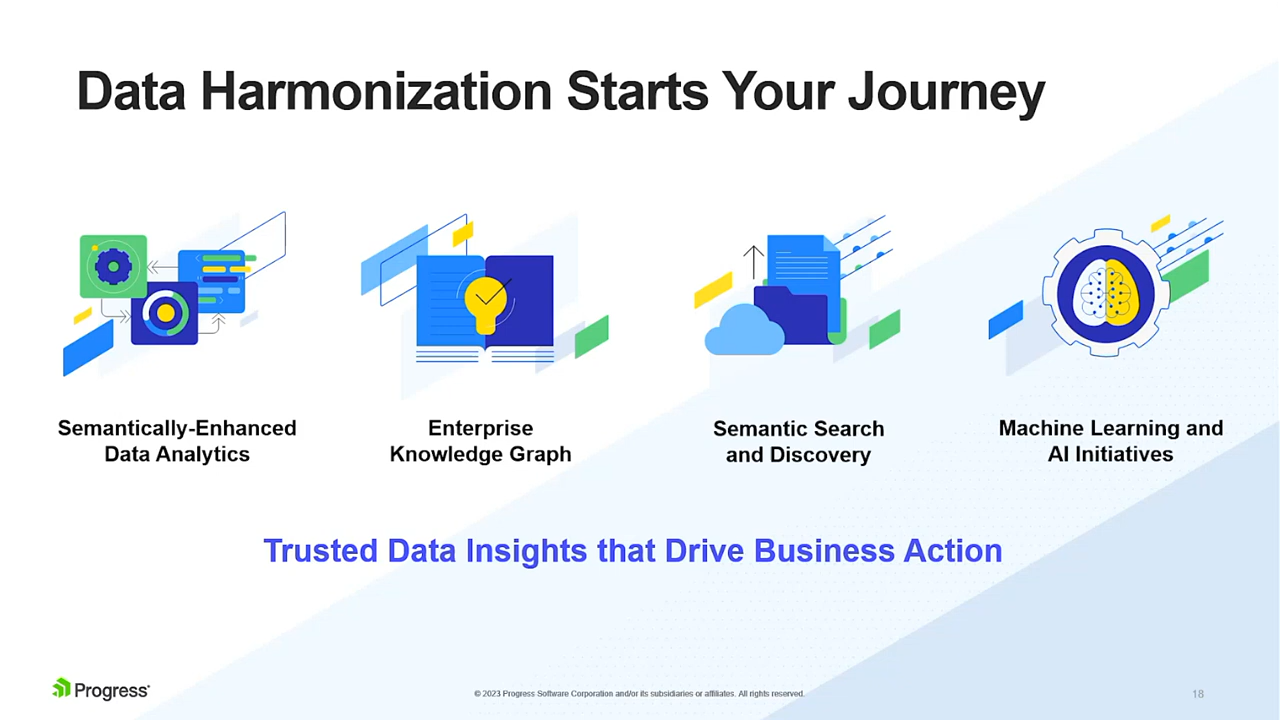 Data Harmonization Starts Your Journey
Semantically-Enhanced
Data Analytics
Enterprise
Knowledge Graph
Semantic Search
and Discovery
Machine Learning and
AI Initiatives
Trusted Data Insights that Drive Business Action
Progress
© 2023 Progress Software Corporation and/or its subsidiaries or affiliates. All rights reserved.
18